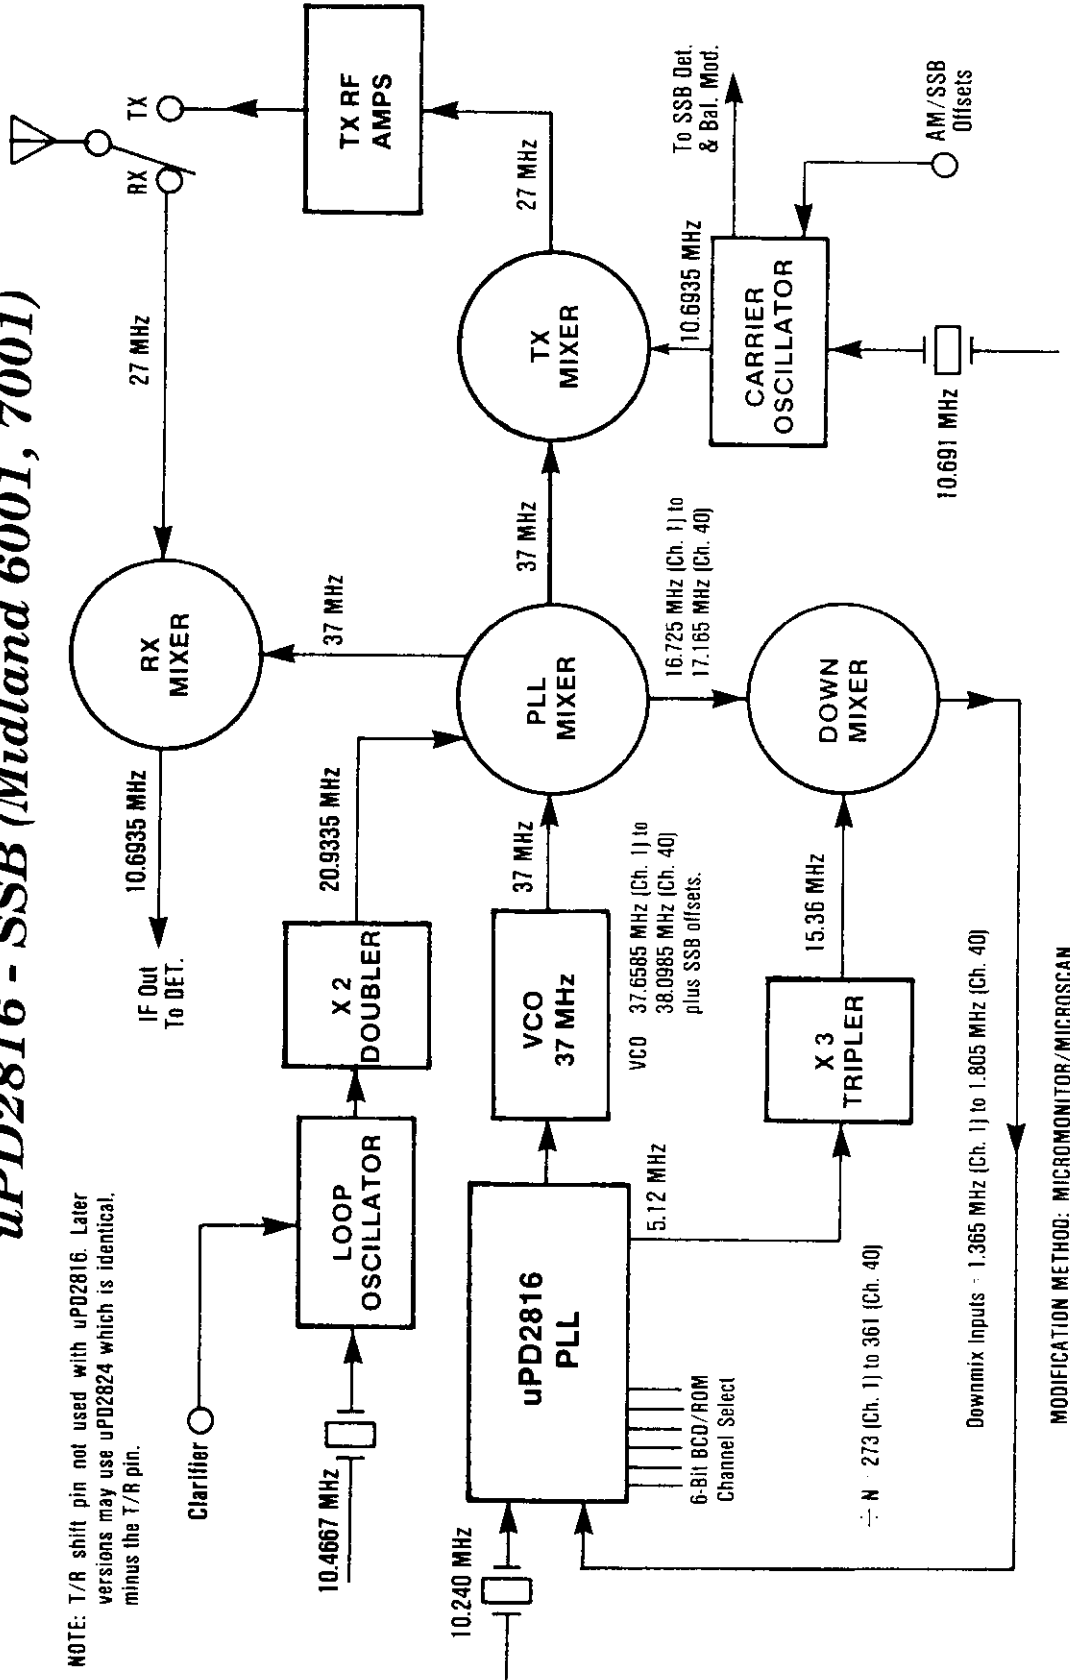 uPD2816 - SSB (Midland 6001, 7001)
NOTE: T/R shift pin not used with uPD2816. Later
versions may use uPD2824 which is identical,
minus the T/R pin.
Clarifier
10.4667 MHz
LOOP
OSCILLATOR
X 2
DOUBLER
20.9335 MHz
IF Out
To DET.
10.6935 MHz
RX
MIXER
27 MHz
RX
TX
TX RF
AMPS
37 MHz
27 MHz
10.240 MHz
uPD2816
PLL
6-Bit BCD/ROM
Channel Select
VCO
37 MHz
37 MHz
PLL
MIXER
37 MHz
TX
MIXER
VCO 37.6585 MHz (Ch. 1) to
38.0985 MHz (Ch. 40)
plus SSB offsets.
16.725 MHz (Ch. 1) to
17.165 MHz (Ch. 40)
10.6935 MHz
To SSB Det.
& Bal. Mod.
5.12 MHz
X 3
TRIPLER
15.36 MHz
DOWN
MIXER
CARRIER
OSCILLATOR
10.691 MHz
AM/SSB
Offsets
÷ N - 273 (Ch. 1) to 361 (Ch. 40)
Downmix Inputs - 1.365 MHz (Ch. 1) to 1.805 MHz (Ch. 40)
MODIFICATION METHOD: MICROMONITOR/MICROSCAN